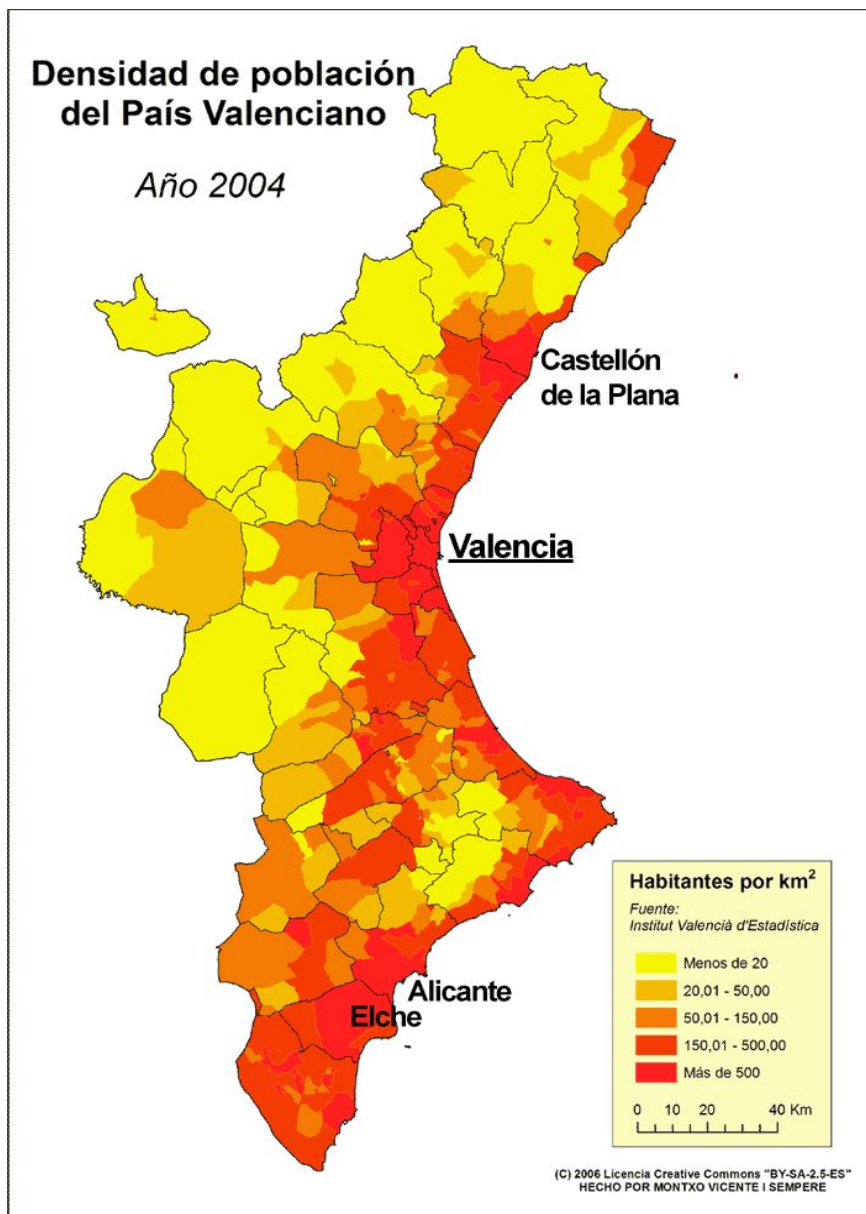 Densidad de población
del País Valenciano
Año 2004
Castellón
de la Plana
Valencia
Alicante
Elche
Habitantes por km²
Fuente:
Institut Valencià d'Estadística
Menos de 20
20,01 - 50,00
50,01 - 150,00
150,01 - 500,00
Más de 500
0 10 20 40 Km
(C) 2006 Licencia Creative Commons "BY-SA-2.5-ES"
HECHO POR MONTXO VICENTE I SEMPERE